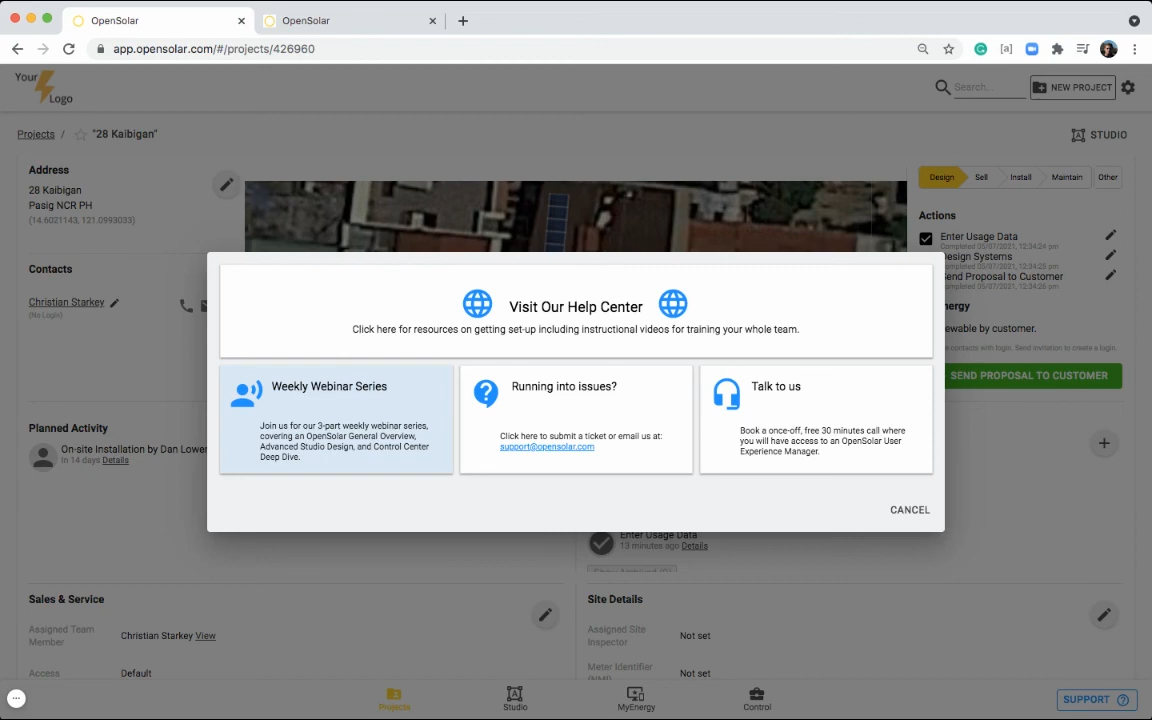 OpenSolar
OpenSolar
app.opensolar.com/#/projects/426960
Your
Logo
Search...
NEW PROJECT
Projects / "28 Kaibigan"
STUDIO
Address
28 Kaibigan
Pasig NCR PH
(14.6021143, 121.0993033)
Design
Sell
Install
Maintain
Other
Actions
Enter Usage Data
Completed 05/07/2021, 12:34:24 pm
Design Systems
Completed 05/07/2021, 12:34:25 pm
Send Proposal to Customer
Completed 05/07/2021, 12:34:26 pm
Contacts
Christian Starkey
(No Login)
Visit Our Help Center
Click here for resources on getting set-up including instructional videos for training your whole team.
Weekly Webinar Series
Join us for our 3-part weekly webinar series,
covering an OpenSolar General Overview,
Advanced Studio Design, and Control Center
Deep Dive.
Running into issues?
Click here to submit a ticket or email us at:
support@opensolar.com
Talk to us
Book a once-off, free 30 minutes call where
you will have access to an OpenSolar User
Experience Manager.
CANCEL
ewable by customer.
contacts with login. Send invitation to create a login.
SEND PROPOSAL TO CUSTOMER
Planned Activity
On-site Installation by Dan Lower
In 14 days Details
Enter Usage Data
13 minutes ago Details
Sales & Service
Assigned Team
Member
Christian Starkey View
Access
Default
Site Details
Assigned Site
Inspector
Not set
Meter Identifier
(NMI)
Not set
Projects
Studio
MyEnergy
Control
SUPPORT